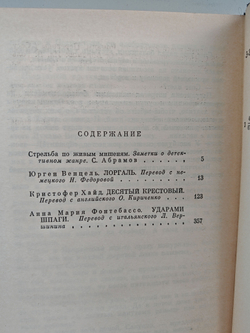 СОДЕРЖАНИЕ
Стрельба по живым мишеням. Заметки о детек-
тивном жанре. С. Абрамов 5
Юрген Венцель. ЛОРГАЛЬ. Перевод с не-
мецкого Н. Федоровой 13
Кристофер Хайд. ДЕСЯТЫЙ КРЕСТОВЫЙ.
Перевод с английского О. Кириченко 123
Анна Мария Фонтебассо. УДАРАМИ
ШПАГИ. Перевод с итальянского Л. Вер-
шинина 357